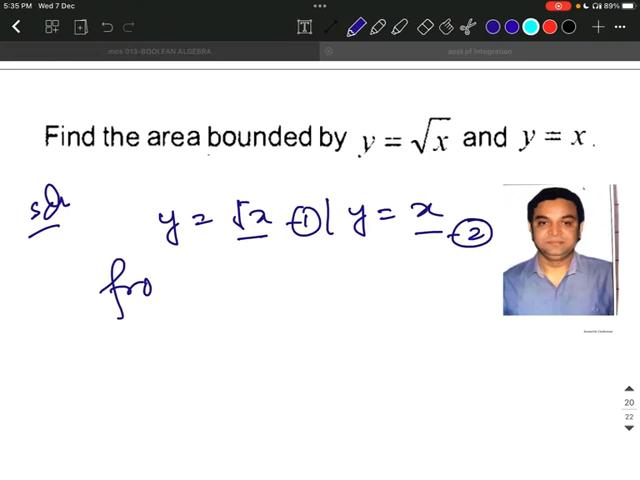 5:35 PM Wed 7 Dec
89%
mcs 013-BOOLEAN ALGEBRA
appl of Integration
Find the area bounded by y = √x and y = x.
soln y = √x -① | y = x -②
fro
20
22